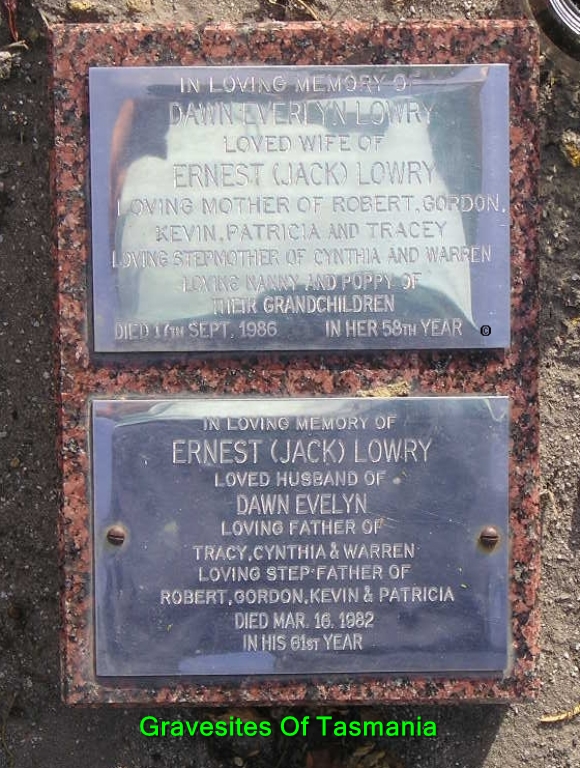 IN LOVING MEMORY OF
DAWN EVERLYN LOWRY
LOVED WIFE OF
ERNEST (JACK) LOWRY
LOVING MOTHER OF ROBERT, GORDON,
KEVIN, PATRICIA AND TRACEY
LOVING STEPMOTHER OF CYNTHIA AND WARREN
LOVING NANNY AND POPPY OF
THEIR GRANDCHILDREN
DIED 17TH SEPT. 1986 IN HER 58TH YEAR ©
IN LOVING MEMORY OF
ERNEST (JACK) LOWRY
LOVED HUSBAND OF
DAWN EVELYN
LOVING FATHER OF
TRACY, CYNTHIA & WARREN
LOVING STEP-FATHER OF
ROBERT, GORDON, KEVIN & PATRICIA
DIED MAR. 16. 1982
IN HIS 61ST YEAR
Gravesites Of Tasmania